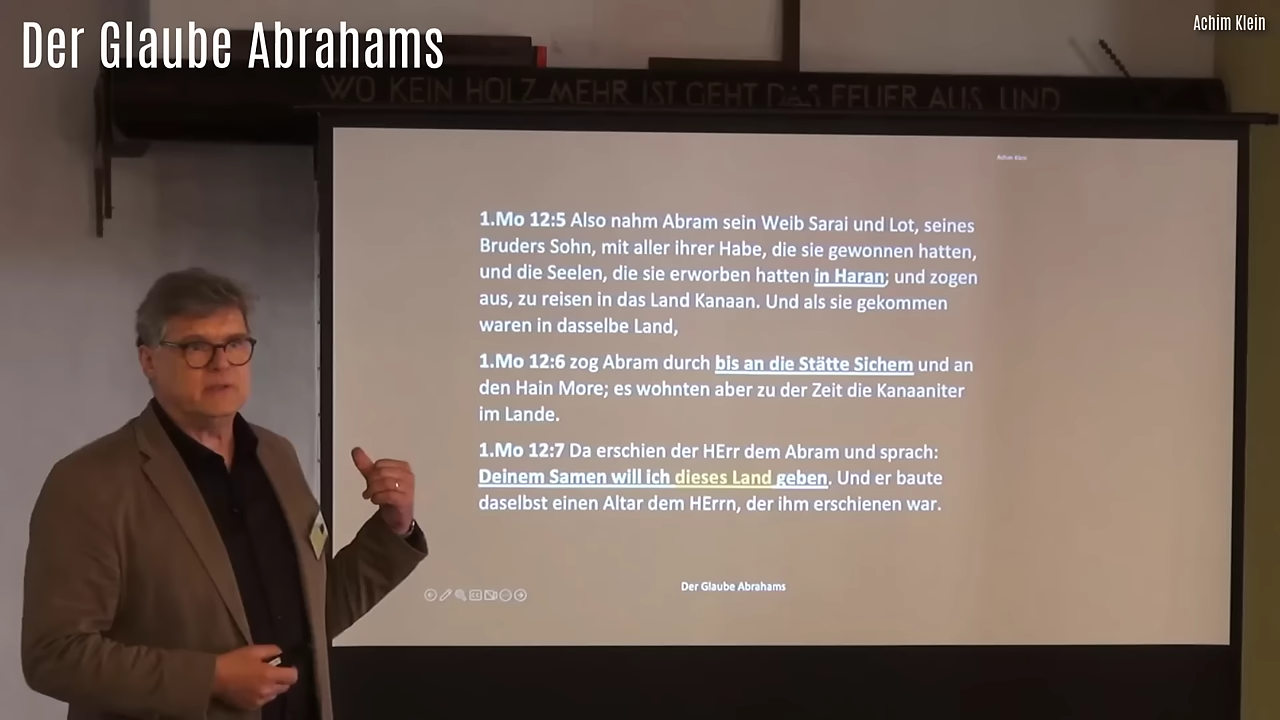 Der Glaube Abrahams
Achim Klein
WO KEIN HOLZ MEHR IST GEHT DAS FEUER AUS UND
Achim Klein
1.Mo 12:5 Also nahm Abram sein Weib Sarai und Lot, seines
Bruders Sohn, mit aller ihrer Habe, die sie gewonnen hatten,
und die Seelen, die sie erworben hatten in Haran; und zogen
aus, zu reisen in das Land Kanaan. Und als sie gekommen
waren in dasselbe Land,
1.Mo 12:6 zog Abram durch bis an die Stätte Sichem und an
den Hain More; es wohnten aber zu der Zeit die Kanaaniter
im Lande.
1.Mo 12:7 Da erschien der HErr dem Abram und sprach:
Deinem Samen will ich dieses Land geben. Und er baute
daselbst einen Altar dem HErrn, der ihm erschienen war.
Der Glaube Abrahams